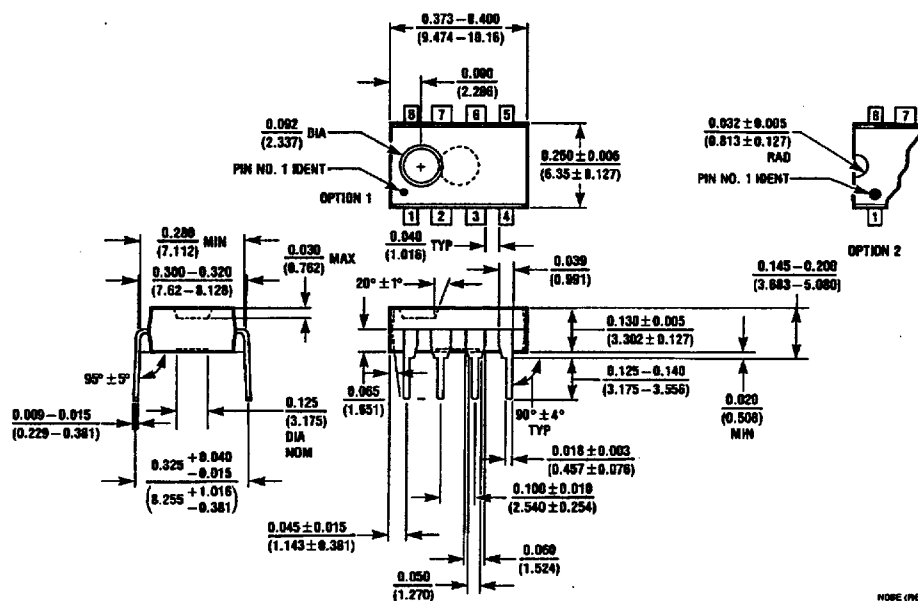 0.373–0.400
(9.474–10.16)
0.090
(2.286)
8 7 6 5
0.092 DIA
(2.337)
PIN NO. 1 IDENT
OPTION 1
0.250 ± 0.005
(6.35 ± 0.127)
1 2 3 4
8 7
0.032 ± 0.005
(0.813 ± 0.127)
RAD
PIN NO. 1 IDENT
1
OPTION 2
0.280 MIN
(7.112)
0.300–0.320
(7.62–8.128)
0.030 MAX
(0.762)
0.040 TYP
(1.016)
0.039
(0.991)
20° ± 1°
0.145–0.200
(3.683–5.080)
0.130 ± 0.005
(3.302 ± 0.127)
0.125–0.140
(3.175–3.556)
0.020
(0.508)
MIN
95° ± 5°
0.065
(1.651)
90° ± 4°
TYP
0.009–0.015
(0.229–0.381)
0.125
(3.175)
DIA
NOM
0.018 ± 0.003
(0.457 ± 0.076)
0.325 +0.040 –0.015
(8.255 +1.016 –0.381)
0.100 ± 0.010
(2.540 ± 0.254)
0.045 ± 0.015
(1.143 ± 0.381)
0.060
(1.524)
0.050
(1.270)